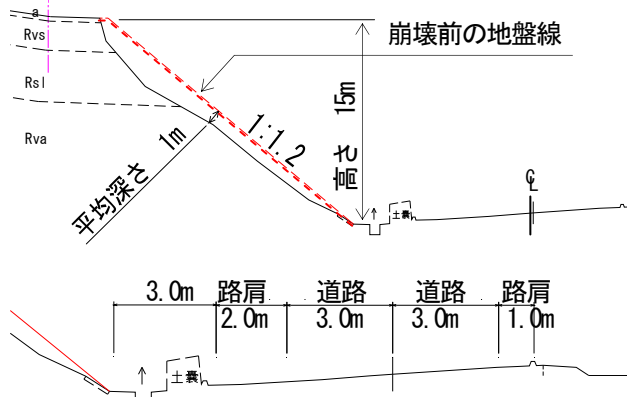 a
Rvs
Rsl
Rva
崩壊前の地盤線
高さ 15m
1:1.2
平均深さ 1m
土嚢
CL
3.0m 路肩 道路 道路 路肩
2.0m 3.0m 3.0m 1.0m
土嚢